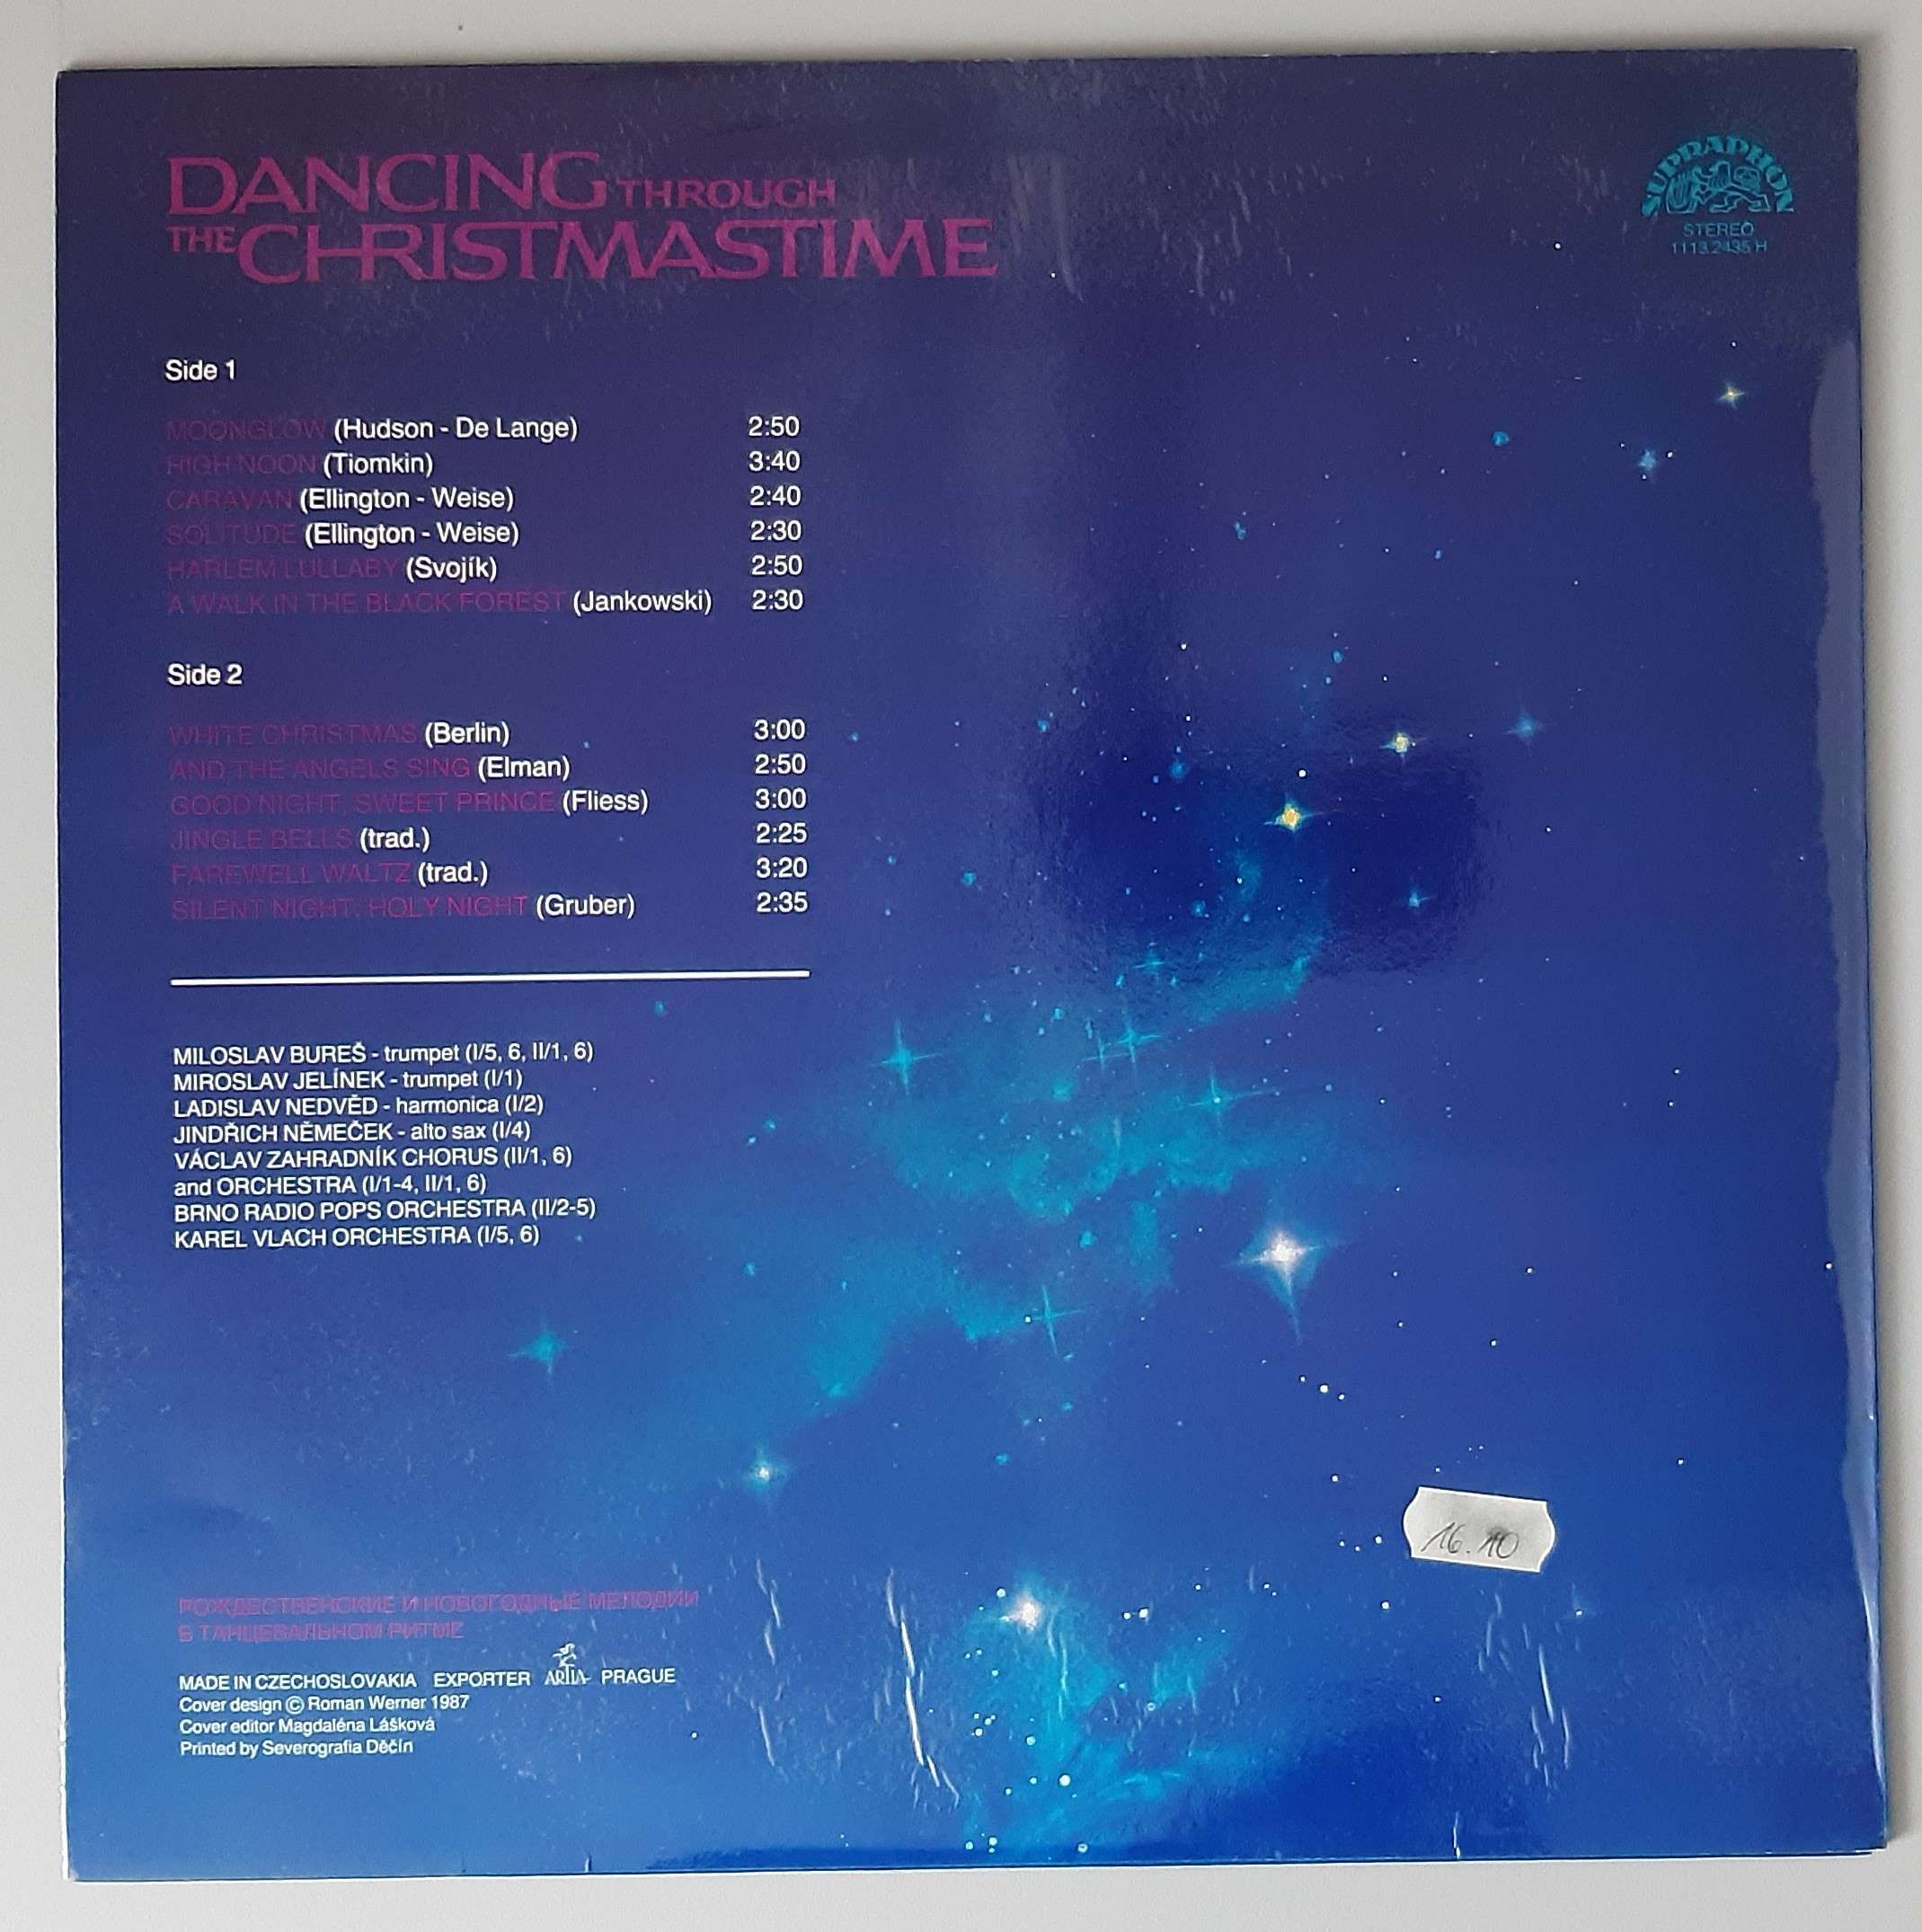 DANCING THROUGH
THE CHRISTMASTIME
SUPRAPHON
STEREO
1113 2435 H
Side 1
MOONGLOW (Hudson - De Lange) 2:50
HIGH NOON (Tiomkin) 3:40
CARAVAN (Ellington - Weise) 2:40
SOLITUDE (Ellington - Weise) 2:30
HARLEM LULLABY (Svojík) 2:50
A WALK IN THE BLACK FOREST (Jankowski) 2:30
Side 2
WHITE CHRISTMAS (Berlin) 3:00
AND THE ANGELS SING (Elman) 2:50
GOOD NIGHT, SWEET PRINCE (Fliess) 3:00
JINGLE BELLS (trad.) 2:25
FAREWELL WALTZ (trad.) 3:20
SILENT NIGHT, HOLY NIGHT (Gruber) 2:35
MILOSLAV BUREŠ - trumpet (I/5, 6, II/1, 6)
MIROSLAV JELÍNEK - trumpet (I/1)
LADISLAV NEDVĚD - harmonica (I/2)
JINDŘICH NĚMEČEK - alto sax (I/4)
VÁCLAV ZAHRADNÍK CHORUS (II/1, 6)
and ORCHESTRA (I/1-4, II/1, 6)
BRNO RADIO POPS ORCHESTRA (II/2-5)
KAREL VLACH ORCHESTRA (I/5, 6)
16.10
РОЖДЕСТВЕНСКИЕ И НОВОГОДНЫЕ МЕЛОДИИ
В ТАНЦЕВАЛЬНОМ РИТМЕ
MADE IN CZECHOSLOVAKIA EXPORTER ARTIA PRAGUE
Cover design © Roman Werner 1987
Cover editor Magdaléna Lášková
Printed by Severografia Děčín